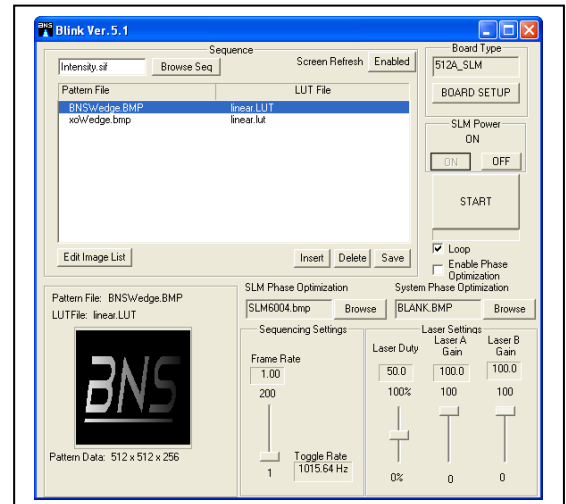 BNS Blink Ver.5.1
Sequence
Intensity.sif Browse Seq Screen Refresh Enabled
Pattern File LUT File
BNSWedge.BMP linear.LUT
xoWedge.bmp linear.lut
Edit Image List Insert Delete Save
Board Type
512A_SLM
BOARD SETUP
SLM Power
ON
ON OFF
START
Loop
Enable Phase
Optimization
Pattern File: BNSWedge.BMP
LUTFile: linear.LUT
BNS
Pattern Data: 512 x 512 x 256
SLM Phase Optimization
SLM6004.bmp Browse
System Phase Optimization
BLANK.BMP Browse
Sequencing Settings
Frame Rate
1.00
200
1
Toggle Rate
1015.64 Hz
Laser Settings
Laser Duty
50.0
100%
0%
Laser A
Gain
100.0
100
0
Laser B
Gain
100.0
100
0